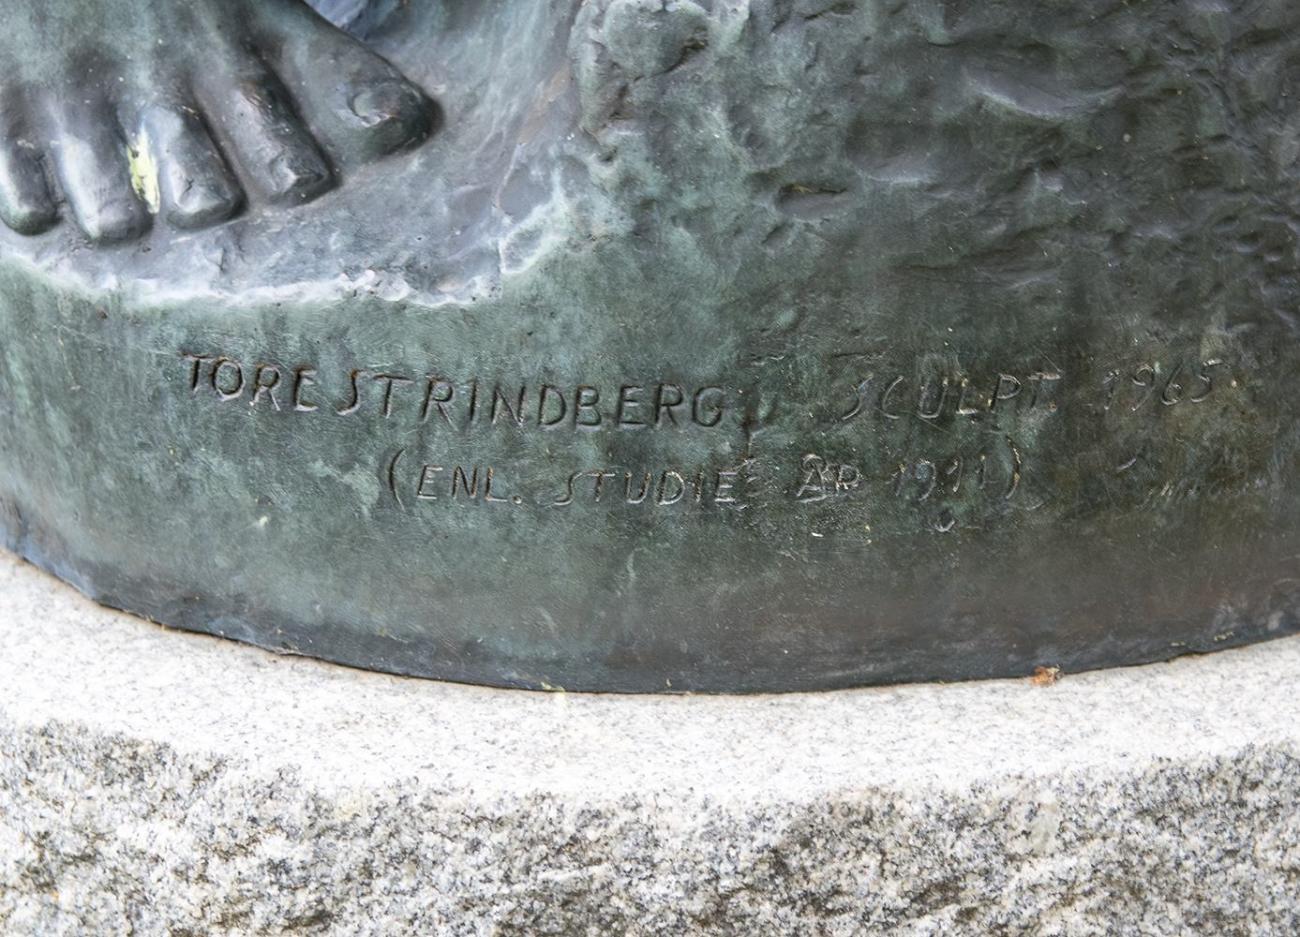 TORE STRINDBERG SCULPT. 1965
(ENL. STUDIE ÅR 1911)